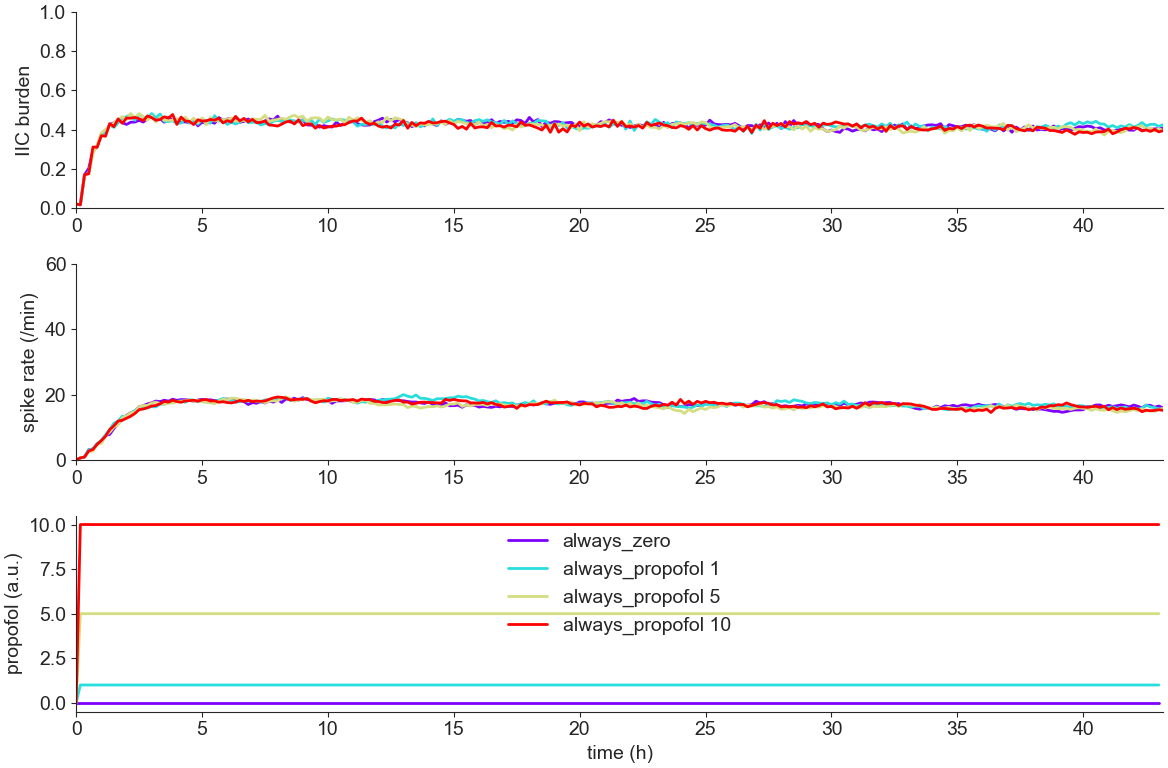 1.0
0.8
0.6
0.4
0.2
0.0
IIC burden
0 5 10 15 20 25 30 35 40
60
40
20
0
spike rate (/min)
0 5 10 15 20 25 30 35 40
10.0
7.5
5.0
2.5
0.0
propofol (a.u.)
always_zero
always_propofol 1
always_propofol 5
always_propofol 10
0 5 10 15 20 25 30 35 40
time (h)